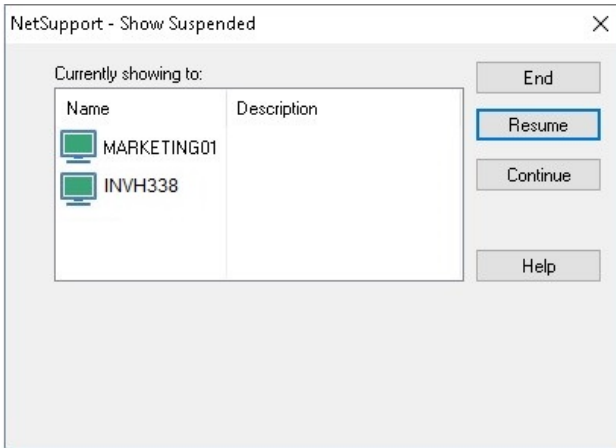 NetSupport - Show Suspended
Currently showing to:
Name Description
MARKETING01
INVH338
End
Resume
Continue
Help